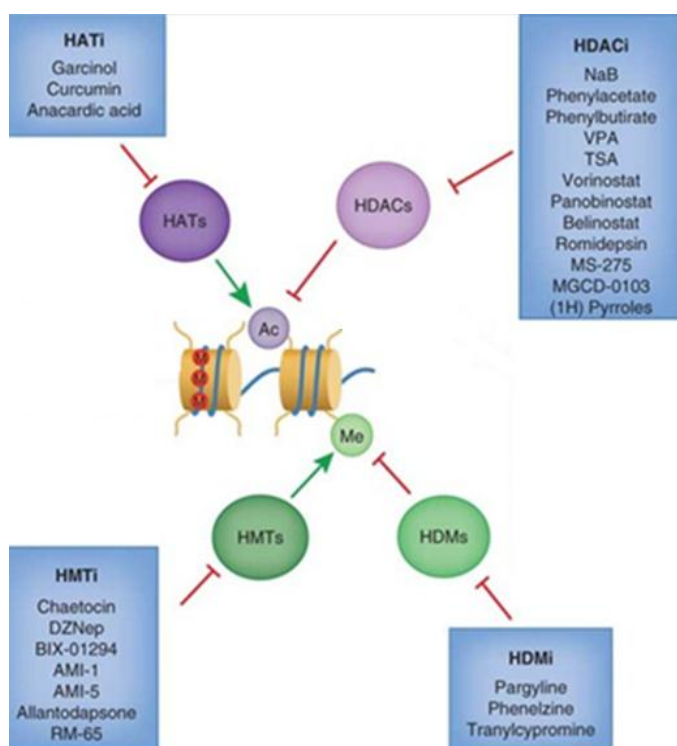 HATi
Garcinol
Curcumin
Anacardic acid
HDACi
NaB
Phenylacetate
Phenylbutirate
VPA
TSA
Vorinostat
Panobinostat
Belinostat
Romidepsin
MS-275
MGCD-0103
(1H) Pyrroles
HATs
HDACs
Ac
M
M
M
Me
HMTs
HDMs
HMTi
Chaetocin
DZNep
BIX-01294
AMI-1
AMI-5
Allantodapsone
RM-65
HDMi
Pargyline
Phenelzine
Tranylcypromine